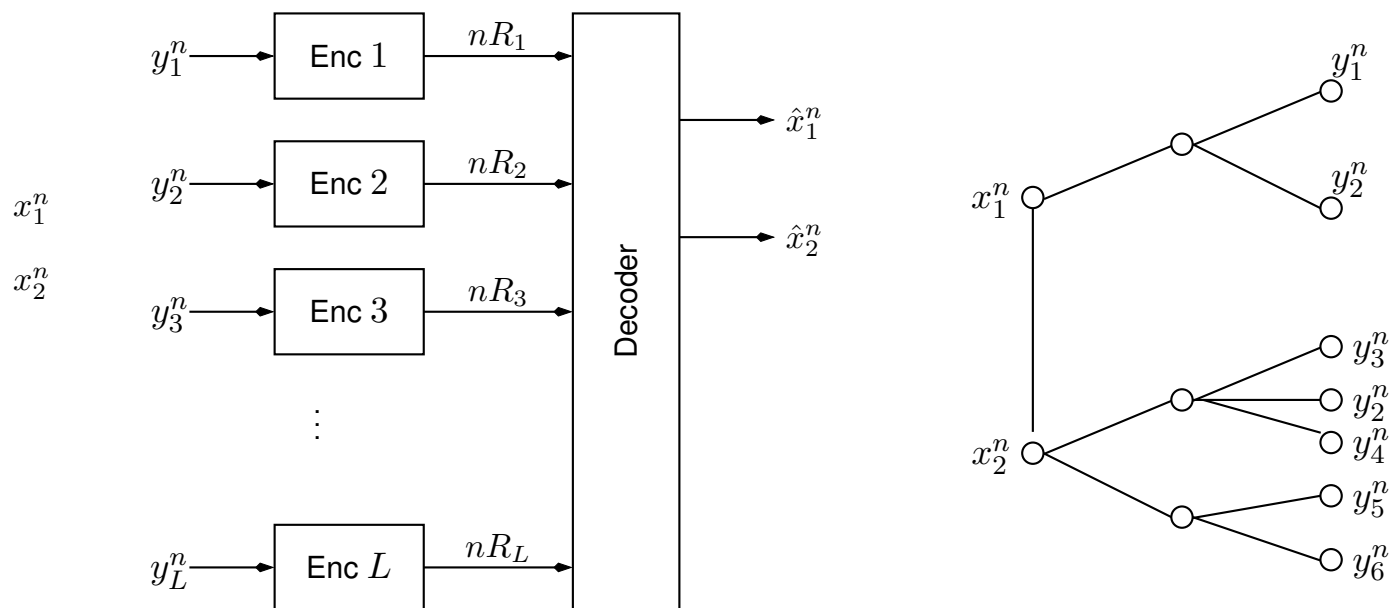 x_1^n
x_2^n
y_1^n Enc 1 nR_1
y_2^n Enc 2 nR_2
y_3^n Enc 3 nR_3
⋮
y_L^n Enc L nR_L
Decoder
x̂_1^n
x̂_2^n
x_1^n
x_2^n
y_1^n
y_2^n
y_3^n
y_2^n
y_4^n
y_5^n
y_6^n